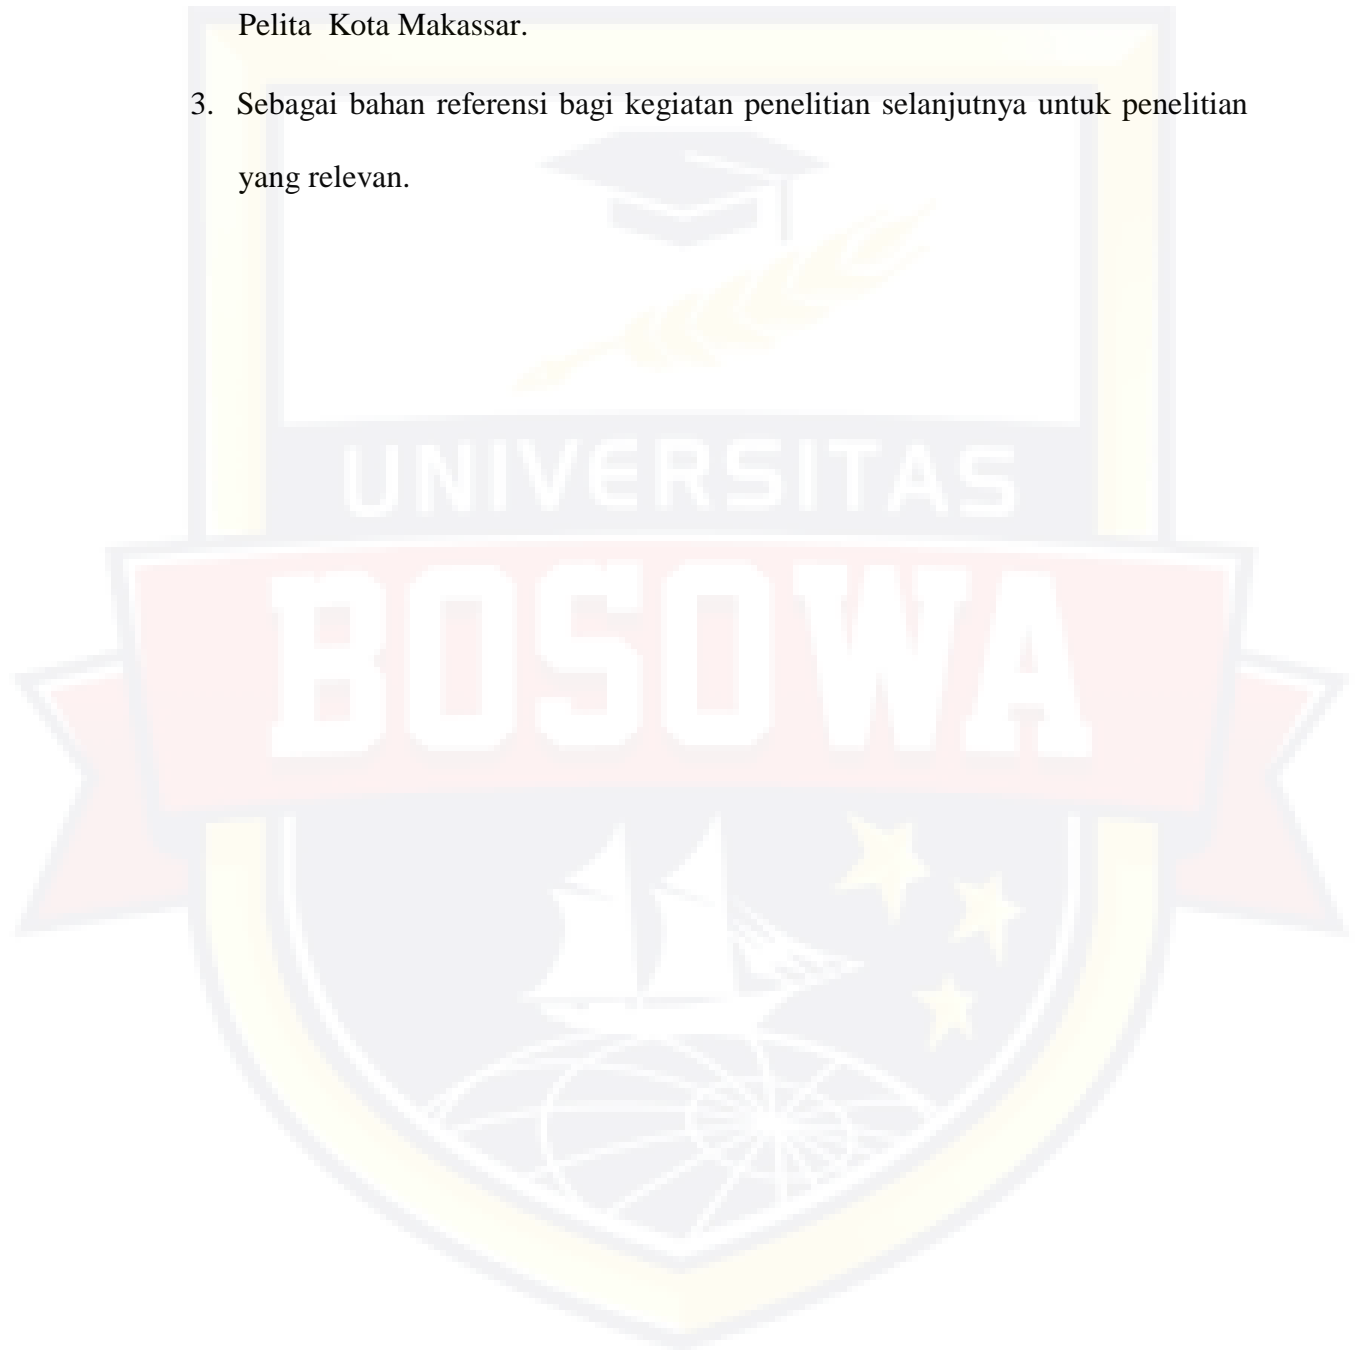 Pelita Kota Makassar.
3. Sebagai bahan referensi bagi kegiatan penelitian selanjutnya untuk penelitian
yang relevan.
UNIVERSITAS
BOSOWA